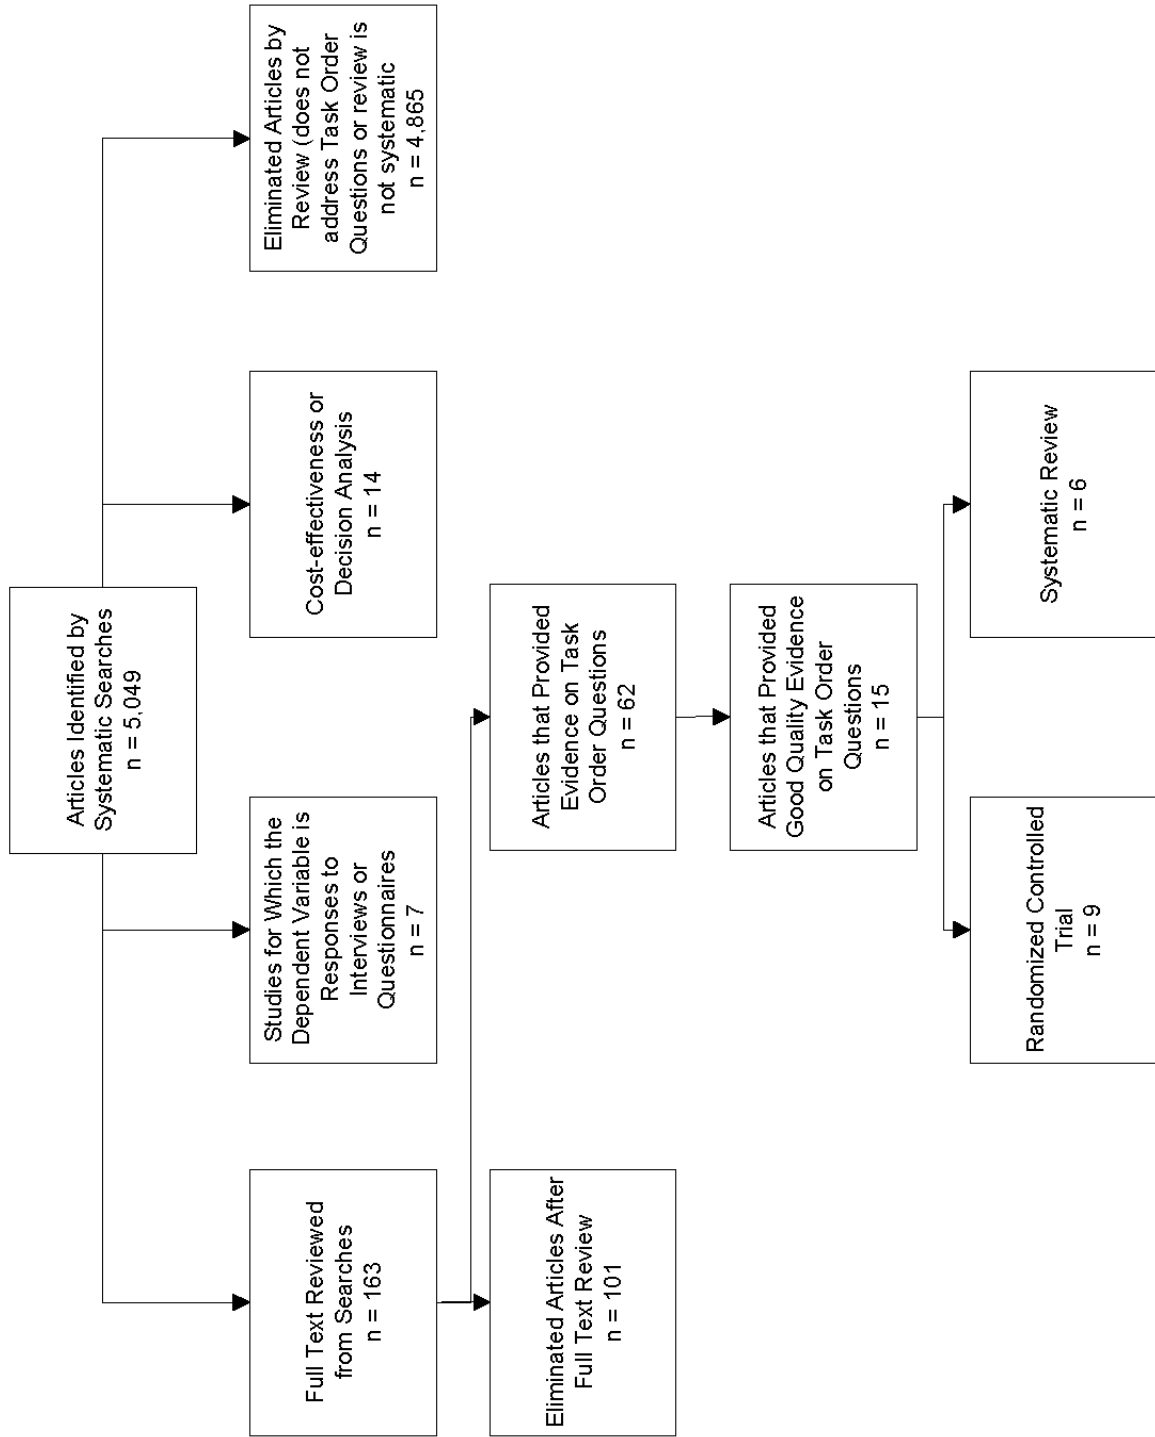 Articles Identified by
Systematic Searches
n = 5,049
Full Text Reviewed
from Searches
n = 163
Studies for Which the
Dependent Variable is
Responses to
Interviews or
Questionnaires
n = 7
Cost-effectiveness or
Decision Analysis
n = 14
Eliminated Articles by
Review (does not
address Task Order
Questions or review is
not systematic
n = 4,865
Eliminated Articles After
Full Text Review
n = 101
Articles that Provided
Evidence on Task
Order Questions
n = 62
Articles that Provided
Good Quality Evidence
on Task Order
Questions
n = 15
Randomized Controlled
Trial
n = 9
Systematic Review
n = 6